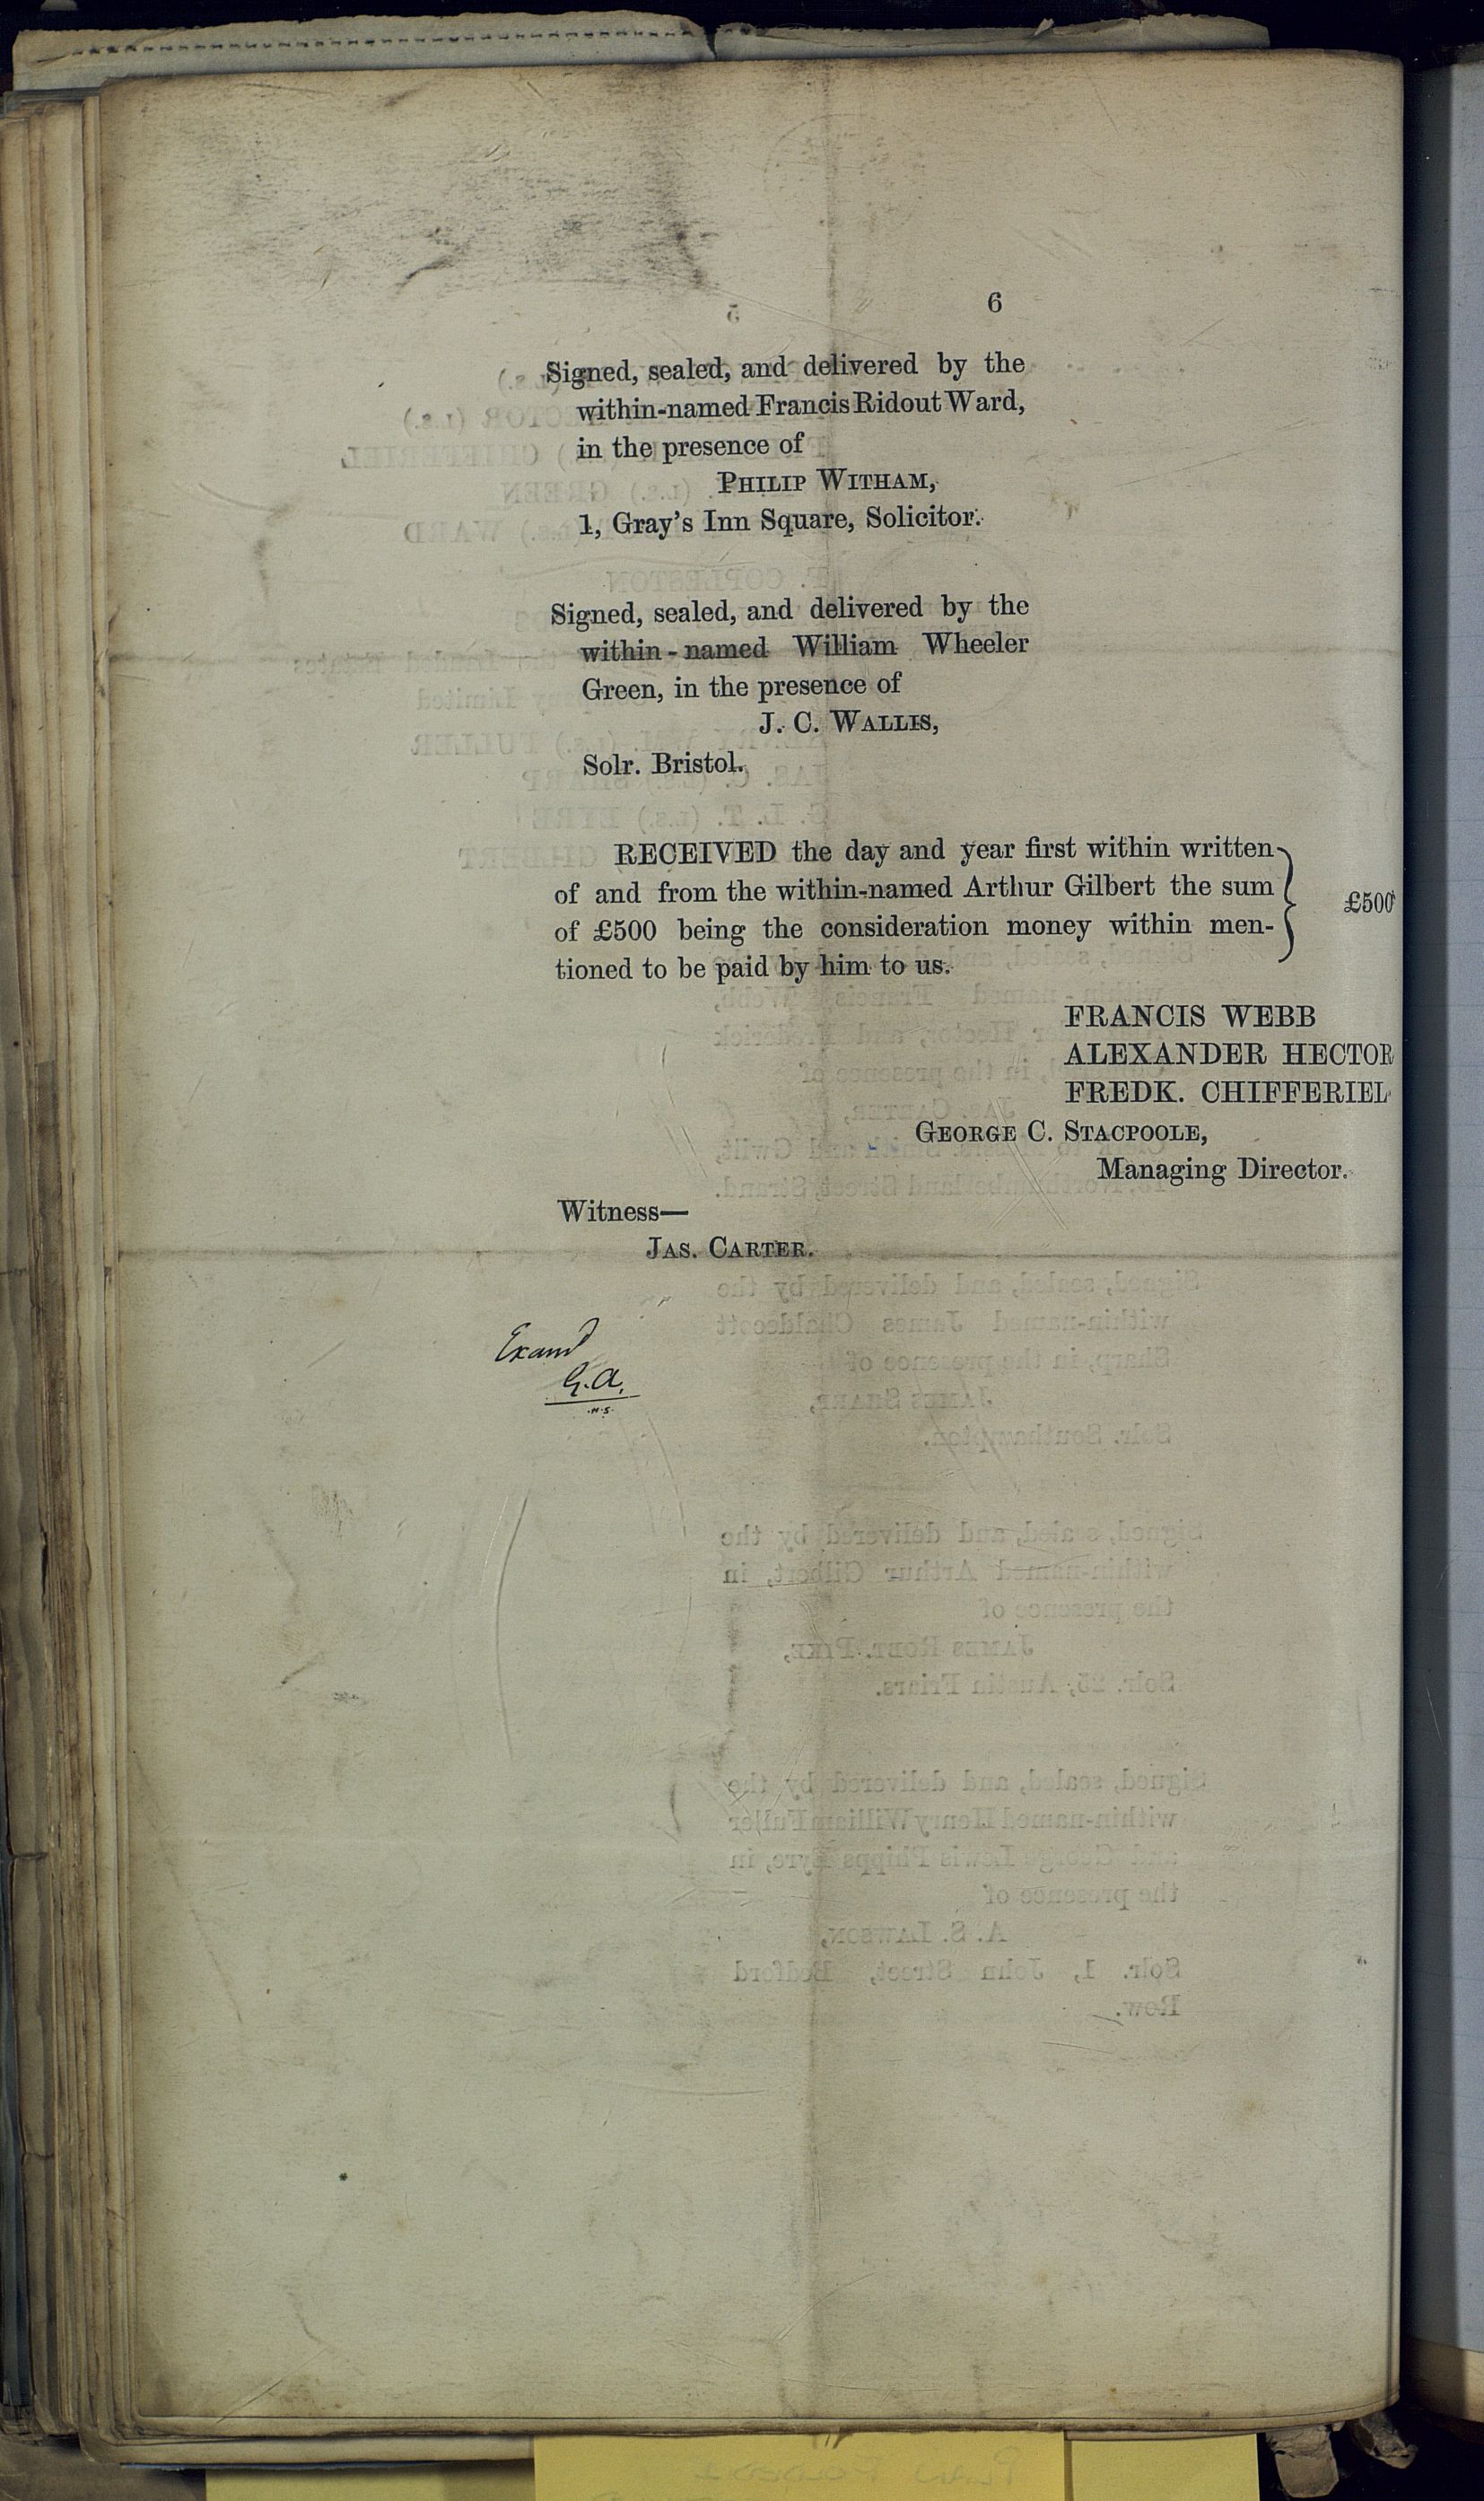 6
Signed, sealed, and delivered by the
within-named Francis Ridout Ward,
in the presence of
PHILIP WITHAM,
1, Gray's Inn Square, Solicitor.
Signed, sealed, and delivered by the
within-named William Wheeler
Green, in the presence of
J. C. WALLIS,
Solr. Bristol.
RECEIVED the day and year first within written
of and from the within-named Arthur Gilbert the sum
of £500 being the consideration money within men-
tioned to be paid by him to us.
£500
FRANCIS WEBB
ALEXANDER HECTOR
FREDK. CHIFFERIEL
GEORGE C. STACPOOLE,
Managing Director.
Witness—
JAS. CARTER.
Examd
G.A.